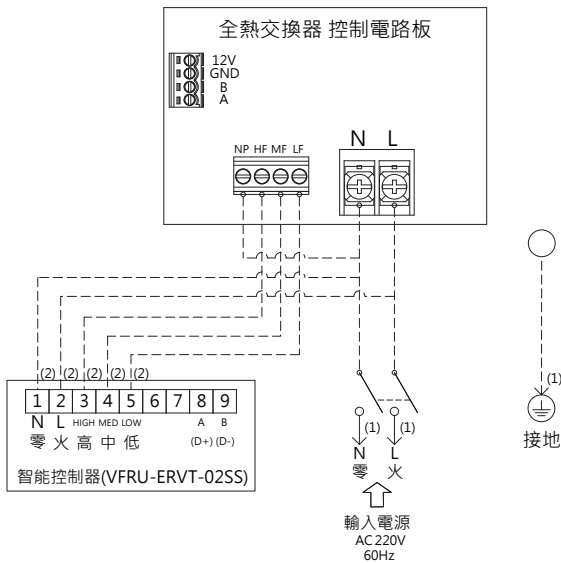 全熱交換器 控制電路板
12V
GND
B
A
NP HF MF LF
N L
(2) (2) (2) (2) (2)
1 2 3 4 5 6 7 8 9
N L HIGH MED LOW A B
零 火 高 中 低 (D+) (D-)
智能控制器(VFRU-ERVT-02SS)
(1) (1)
N L
零 火
輸入電源
AC 220V
60Hz
(1)
接地